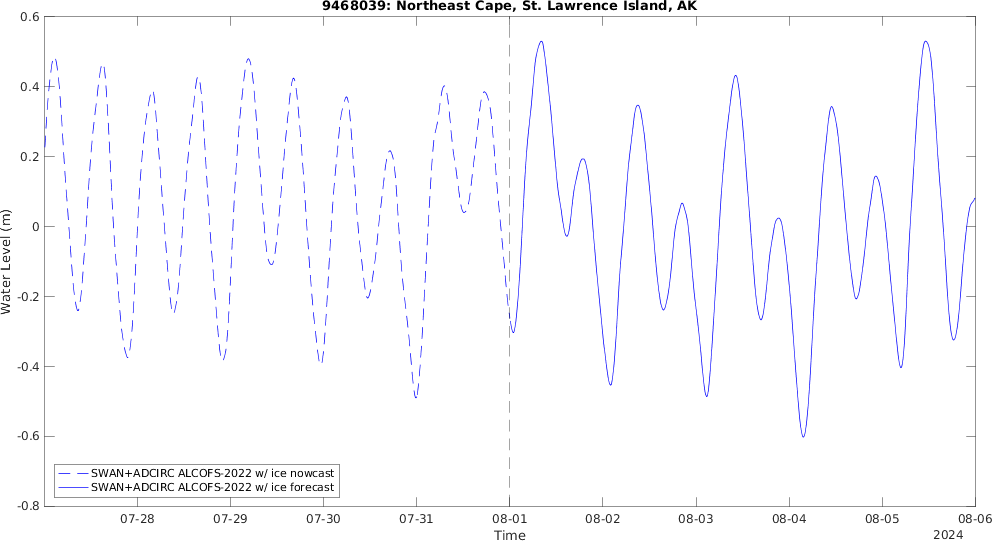 9468039: Northeast Cape, St. Lawrence Island, AK
0.6
0.4
0.2
0
-0.2
-0.4
-0.6
-0.8
Water Level (m)
SWAN+ADCIRC ALCOFS-2022 w/ ice nowcast
SWAN+ADCIRC ALCOFS-2022 w/ ice forecast
07-28 07-29 07-30 07-31 08-01 08-02 08-03 08-04 08-05 08-06
Time
2024